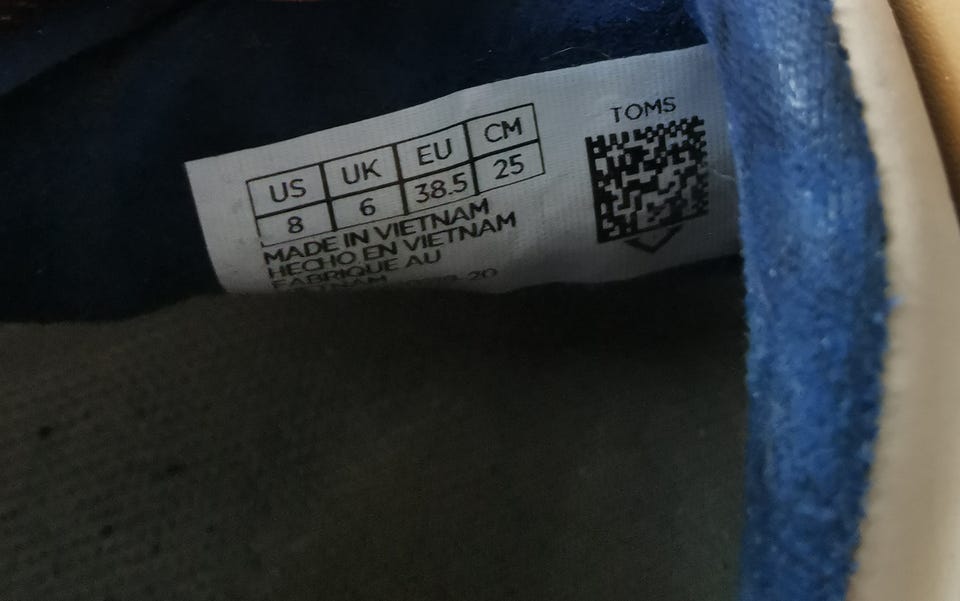 TOMS
US UK EU CM
8 6 38.5 25
MADE IN VIETNAM
HECHO EN VIETNAM
FABRIQUE AU